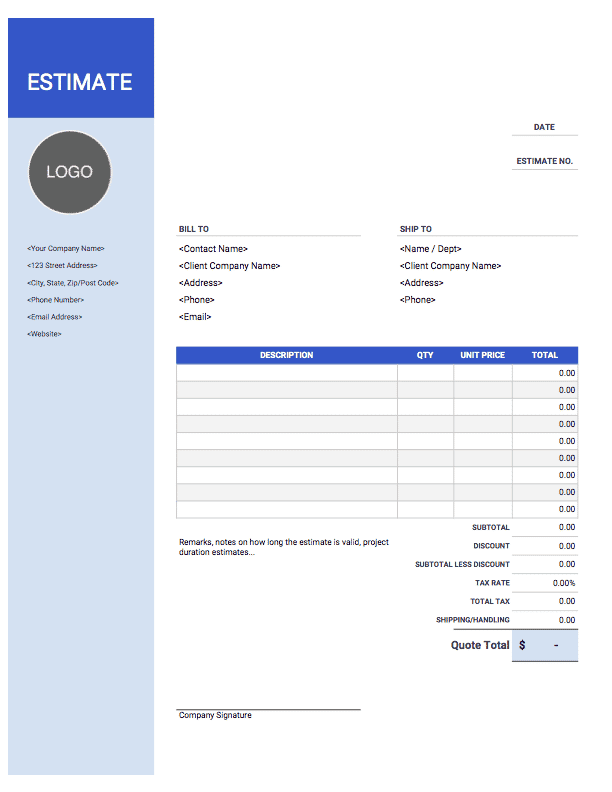 ESTIMATE
LOGO
<Your Company Name>
<123 Street Address>
<City, State, Zip/Post Code>
<Phone Number>
<Email Address>
<Website>
DATE
ESTIMATE NO.
BILL TO SHIP TO
<Contact Name> <Name / Dept>
<Client Company Name> <Client Company Name>
<Address> <Address>
<Phone> <Phone>
<Email>
DESCRIPTION QTY UNIT PRICE TOTAL
0.00
0.00
0.00
0.00
0.00
0.00
0.00
0.00
0.00
SUBTOTAL 0.00
Remarks, notes on how long the estimate is valid, project
duration estimates...
DISCOUNT 0.00
SUBTOTAL LESS DISCOUNT 0.00
TAX RATE 0.00%
TOTAL TAX 0.00
SHIPPING/HANDLING 0.00
Quote Total $ -
Company Signature